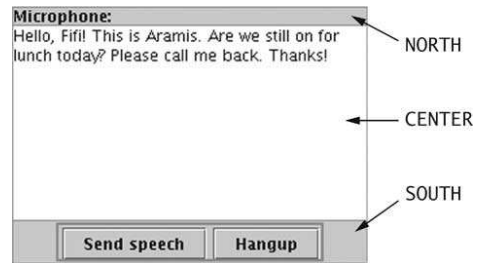 Microphone:
Hello, Fifi! This is Aramis. Are we still on for
lunch today? Please call me back. Thanks!
NORTH
CENTER
SOUTH
Send speech
Hangup